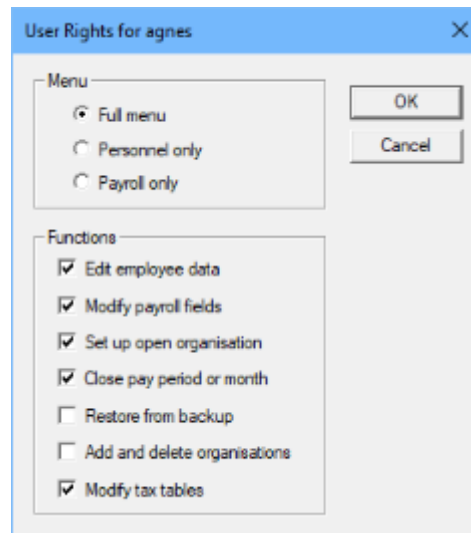 User Rights for agnes
Menu
Full menu
Personnel only
Payroll only
OK
Cancel
Functions
Edit employee data
Modify payroll fields
Set up open organisation
Close pay period or month
Restore from backup
Add and delete organisations
Modify tax tables